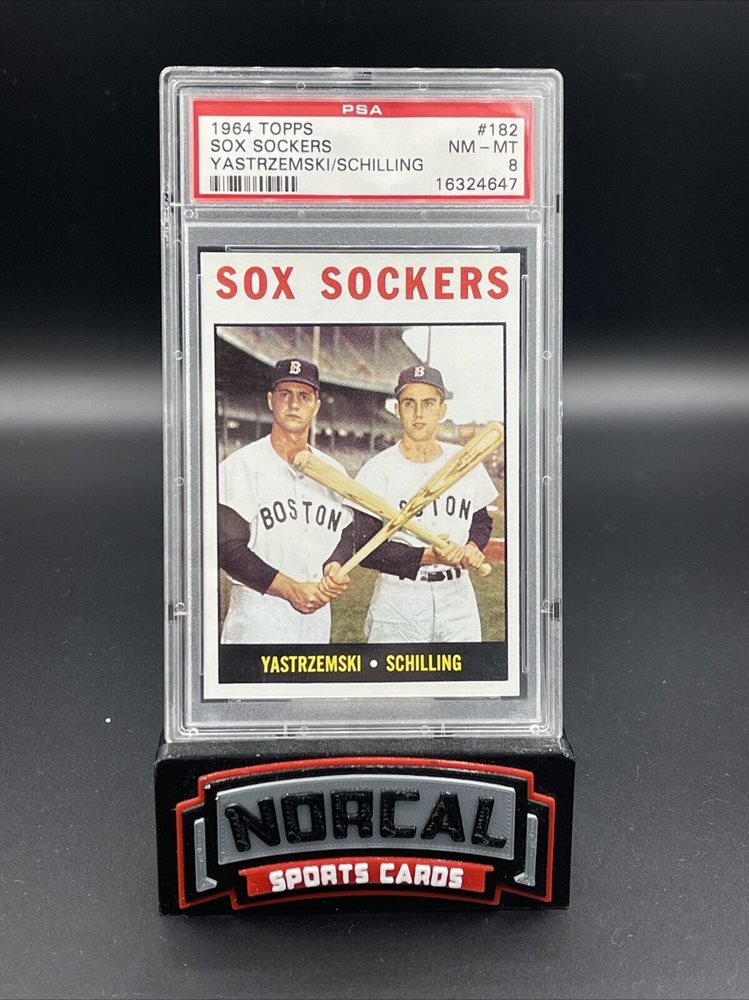 PSA
1964 TOPPS #182
SOX SOCKERS NM - MT
YASTRZEMSKI/SCHILLING 8
16324647
SOX SOCKERS
B B
BOSTON
YASTRZEMSKI • SCHILLING
NORCAL
SPORTS CARDS